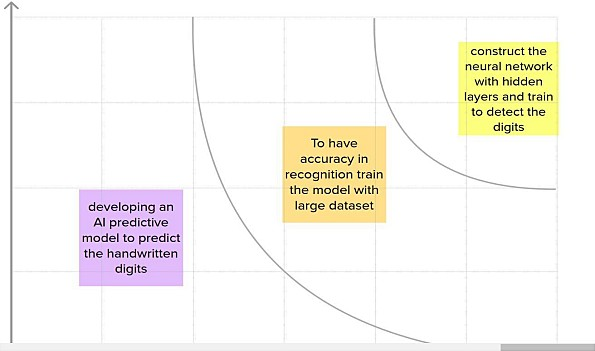 construct the
neural network
with hidden
layers and train
to detect the
digits
To have
accuracy in
recognition train
the model with
large dataset
developing an
AI predictive
model to predict
the handwritten
digits